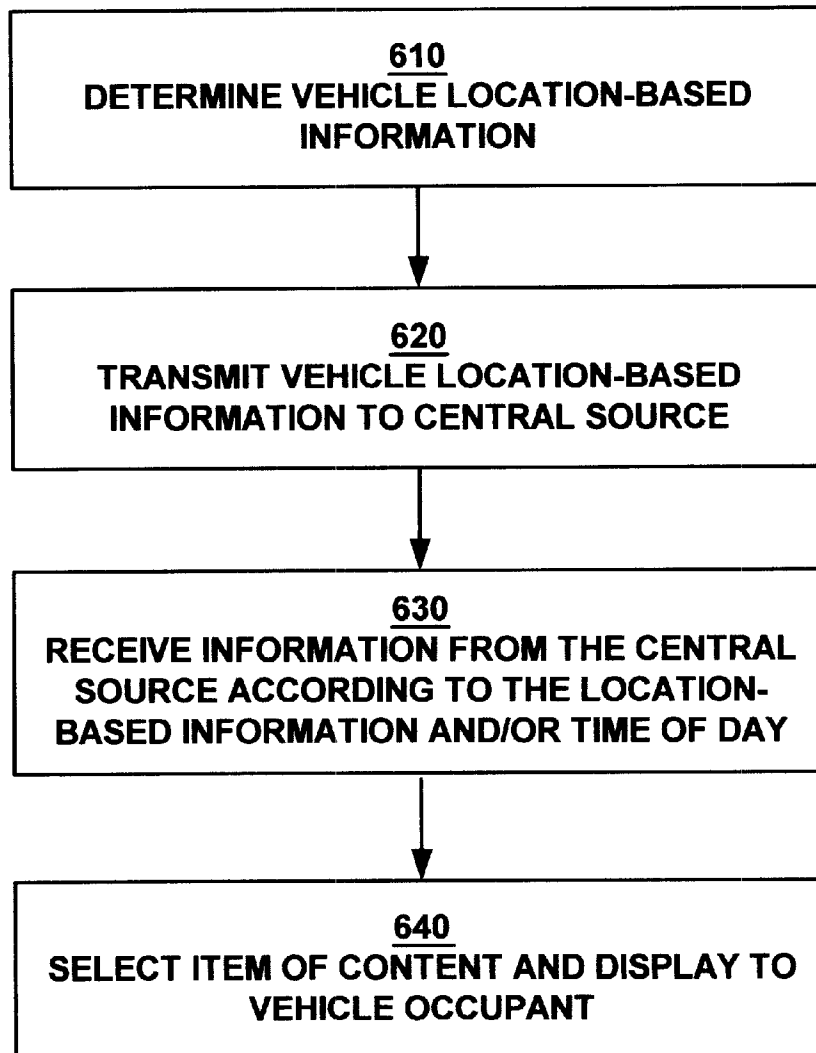 610
DETERMINE VEHICLE LOCATION-BASED
INFORMATION
620
TRANSMIT VEHICLE LOCATION-BASED
INFORMATION TO CENTRAL SOURCE
630
RECEIVE INFORMATION FROM THE CENTRAL
SOURCE ACCORDING TO THE LOCATION-
BASED INFORMATION AND/OR TIME OF DAY
640
SELECT ITEM OF CONTENT AND DISPLAY TO
VEHICLE OCCUPANT